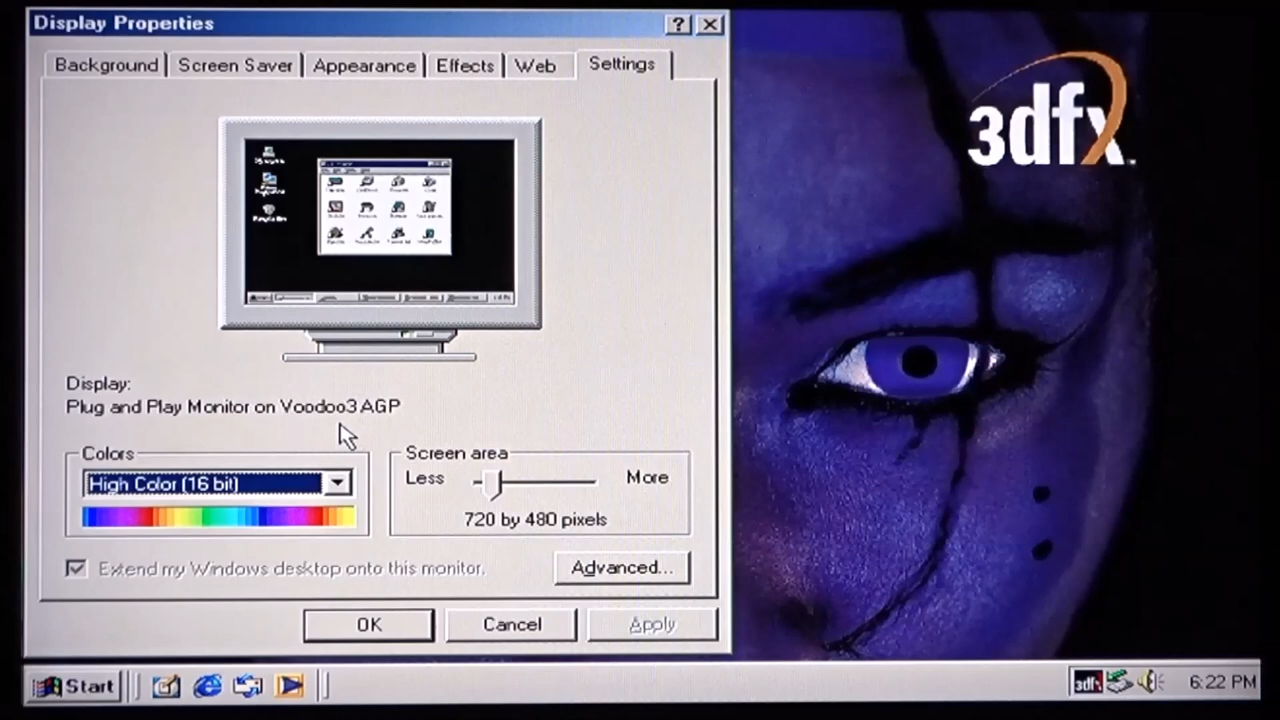 Display Properties
Background
Screen Saver
Appearance
Effects
Web
Settings
3dfx
Display:
Plug and Play Monitor on Voodoo3 AGP
Colors
High Color (16 bit)
Screen area
Less
More
720 by 480 pixels
Extend my Windows desktop onto this monitor.
Advanced...
OK
Cancel
Apply
Start
3dfx
6:22 PM